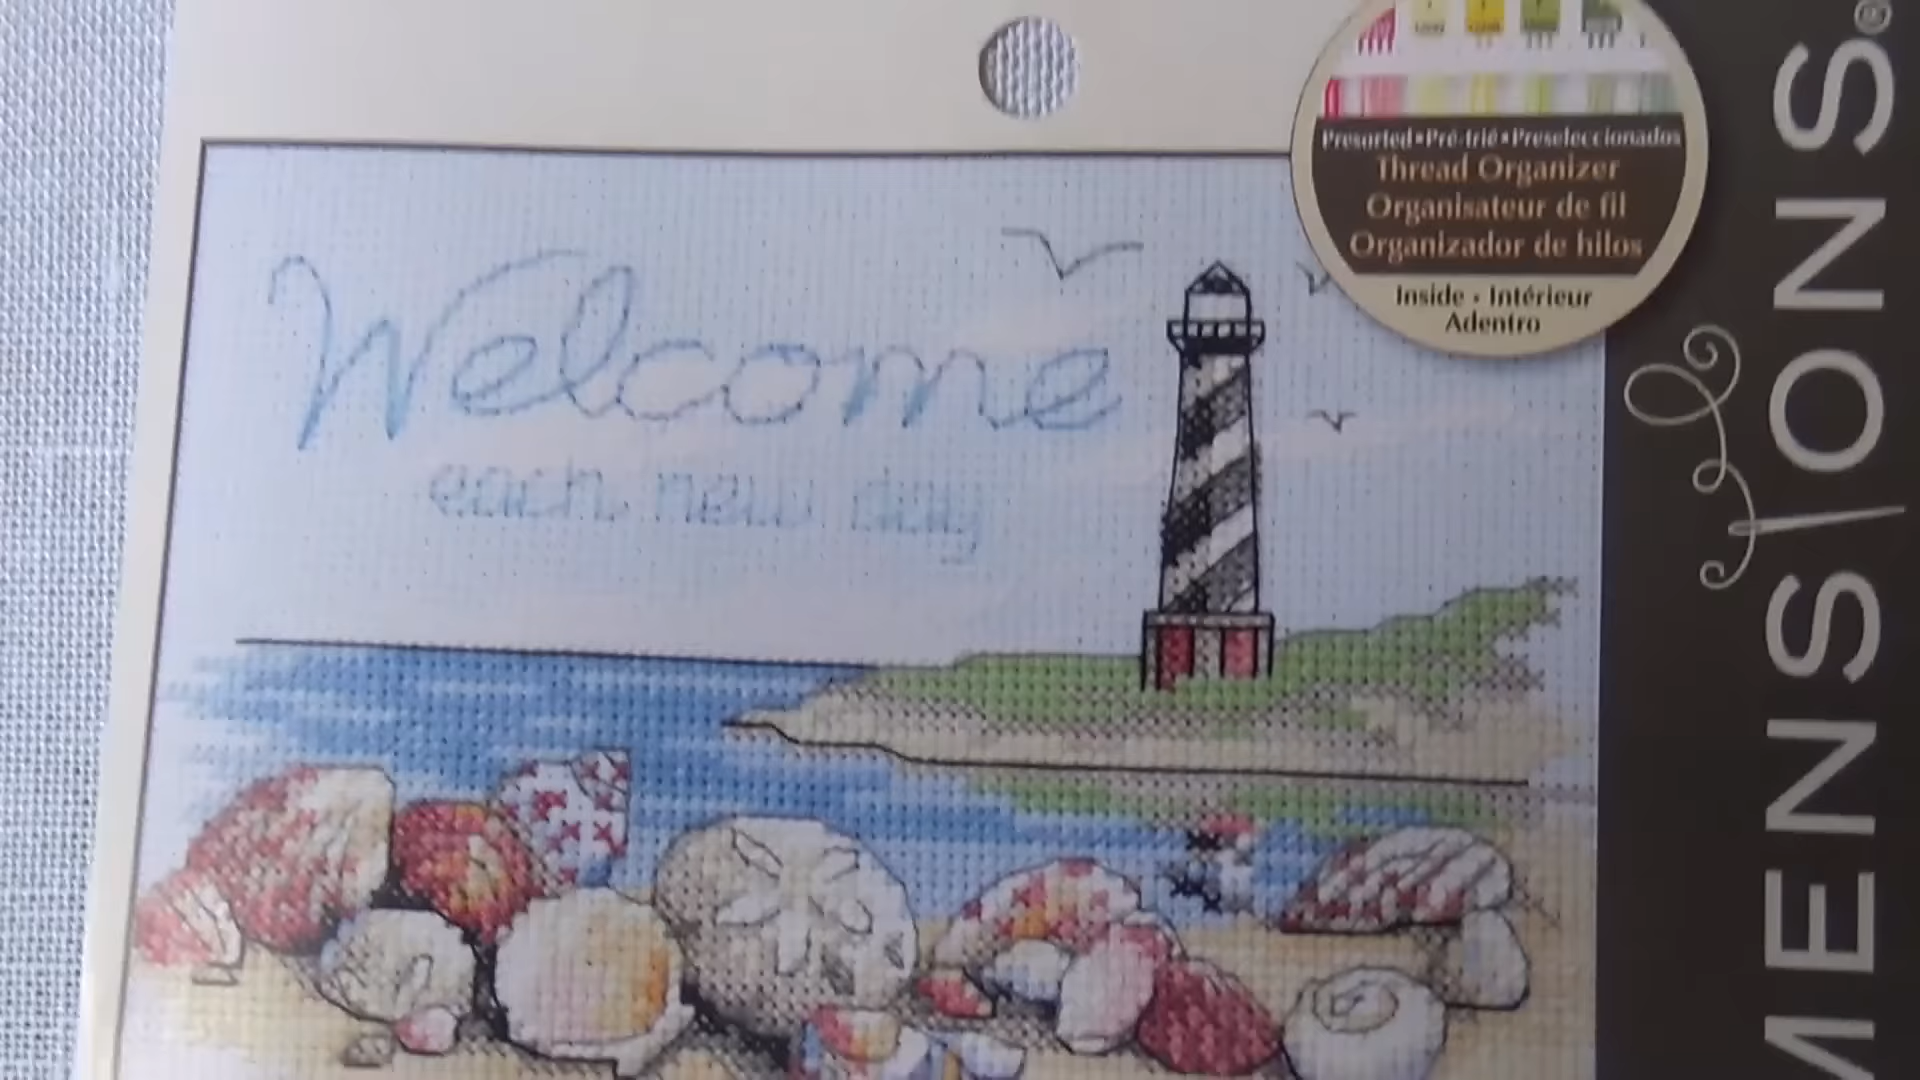 Presorted•Pré-trié•Preseleccionados
Thread Organizer
Organisateur de fil
Organizador de hilos
Inside • Intérieur
Adentro
Welcome
each new day
MENSIONS®